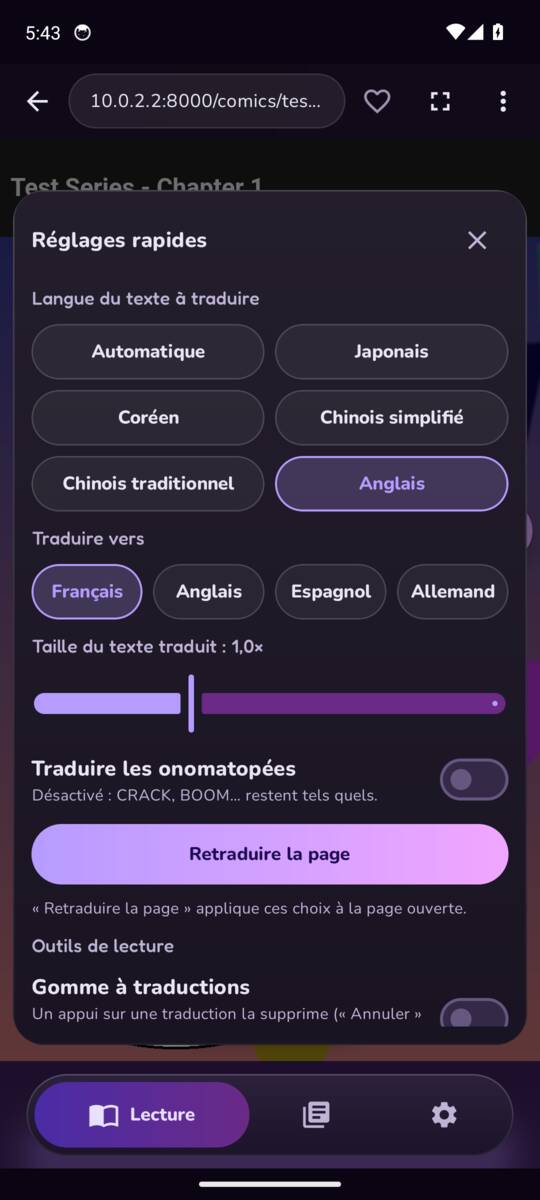 5:43
10.0.2.2:8000/comics/tes...
Test Series - Chapter 1
Réglages rapides
Langue du texte à traduire
Automatique
Japonais
Coréen
Chinois simplifié
Chinois traditionnel
Anglais
Traduire vers
Français
Anglais
Espagnol
Allemand
Taille du texte traduit : 1,0×
Traduire les onomatopées
Désactivé : CRACK, BOOM… restent tels quels.
Retraduire la page
« Retraduire la page » applique ces choix à la page ouverte.
Outils de lecture
Gomme à traductions
Un appui sur une traduction la supprime (« Annuler »
Lecture